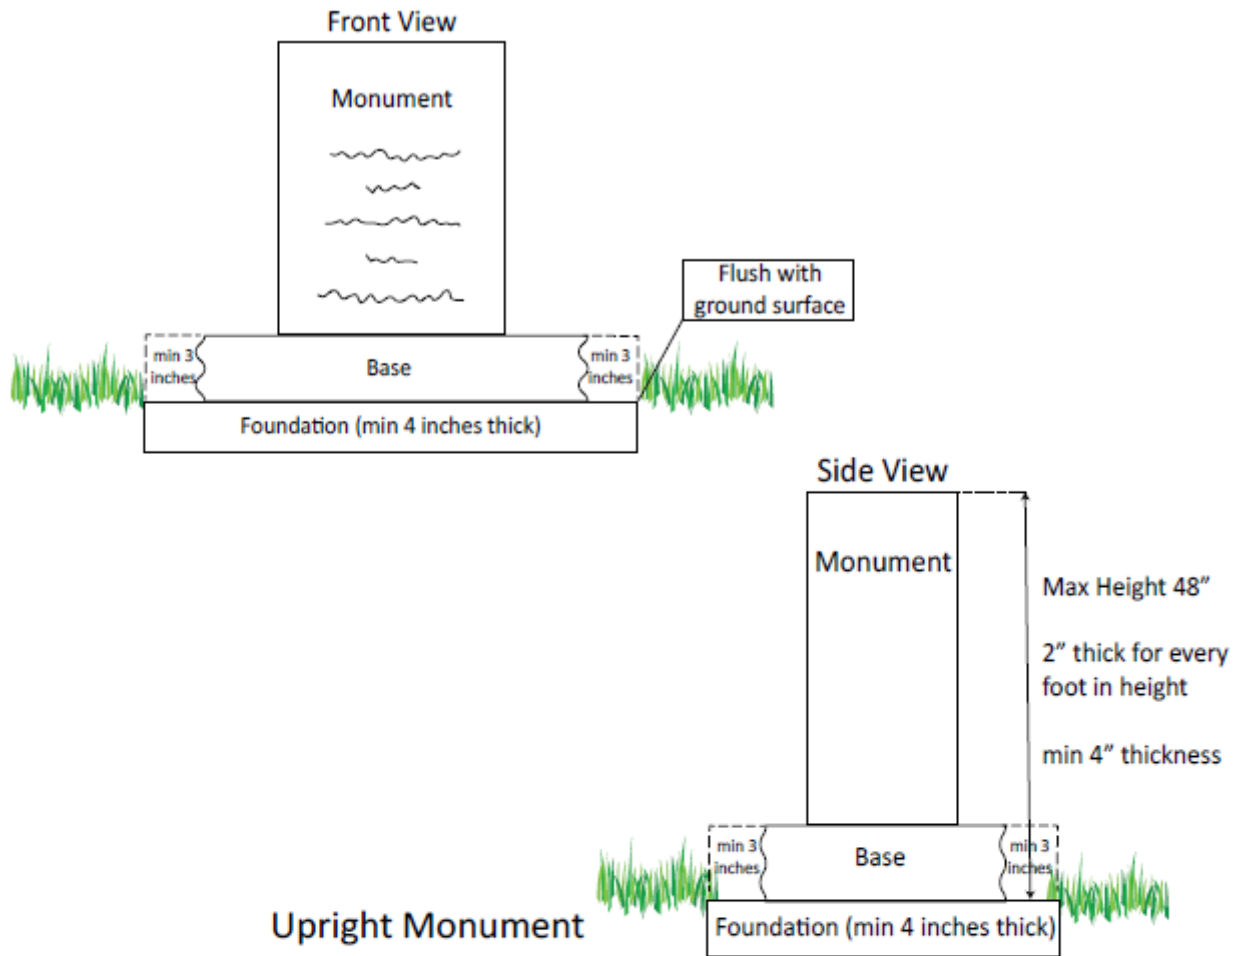 Front View
Monument
Flush with
ground surface
min 3
inches
Base
min 3
inches
Foundation (min 4 inches thick)
Side View
Monument
Max Height 48”
2” thick for every
foot in height
min 4” thickness
min 3
inches
Base
min 3
inches
Foundation (min 4 inches thick)
Upright Monument